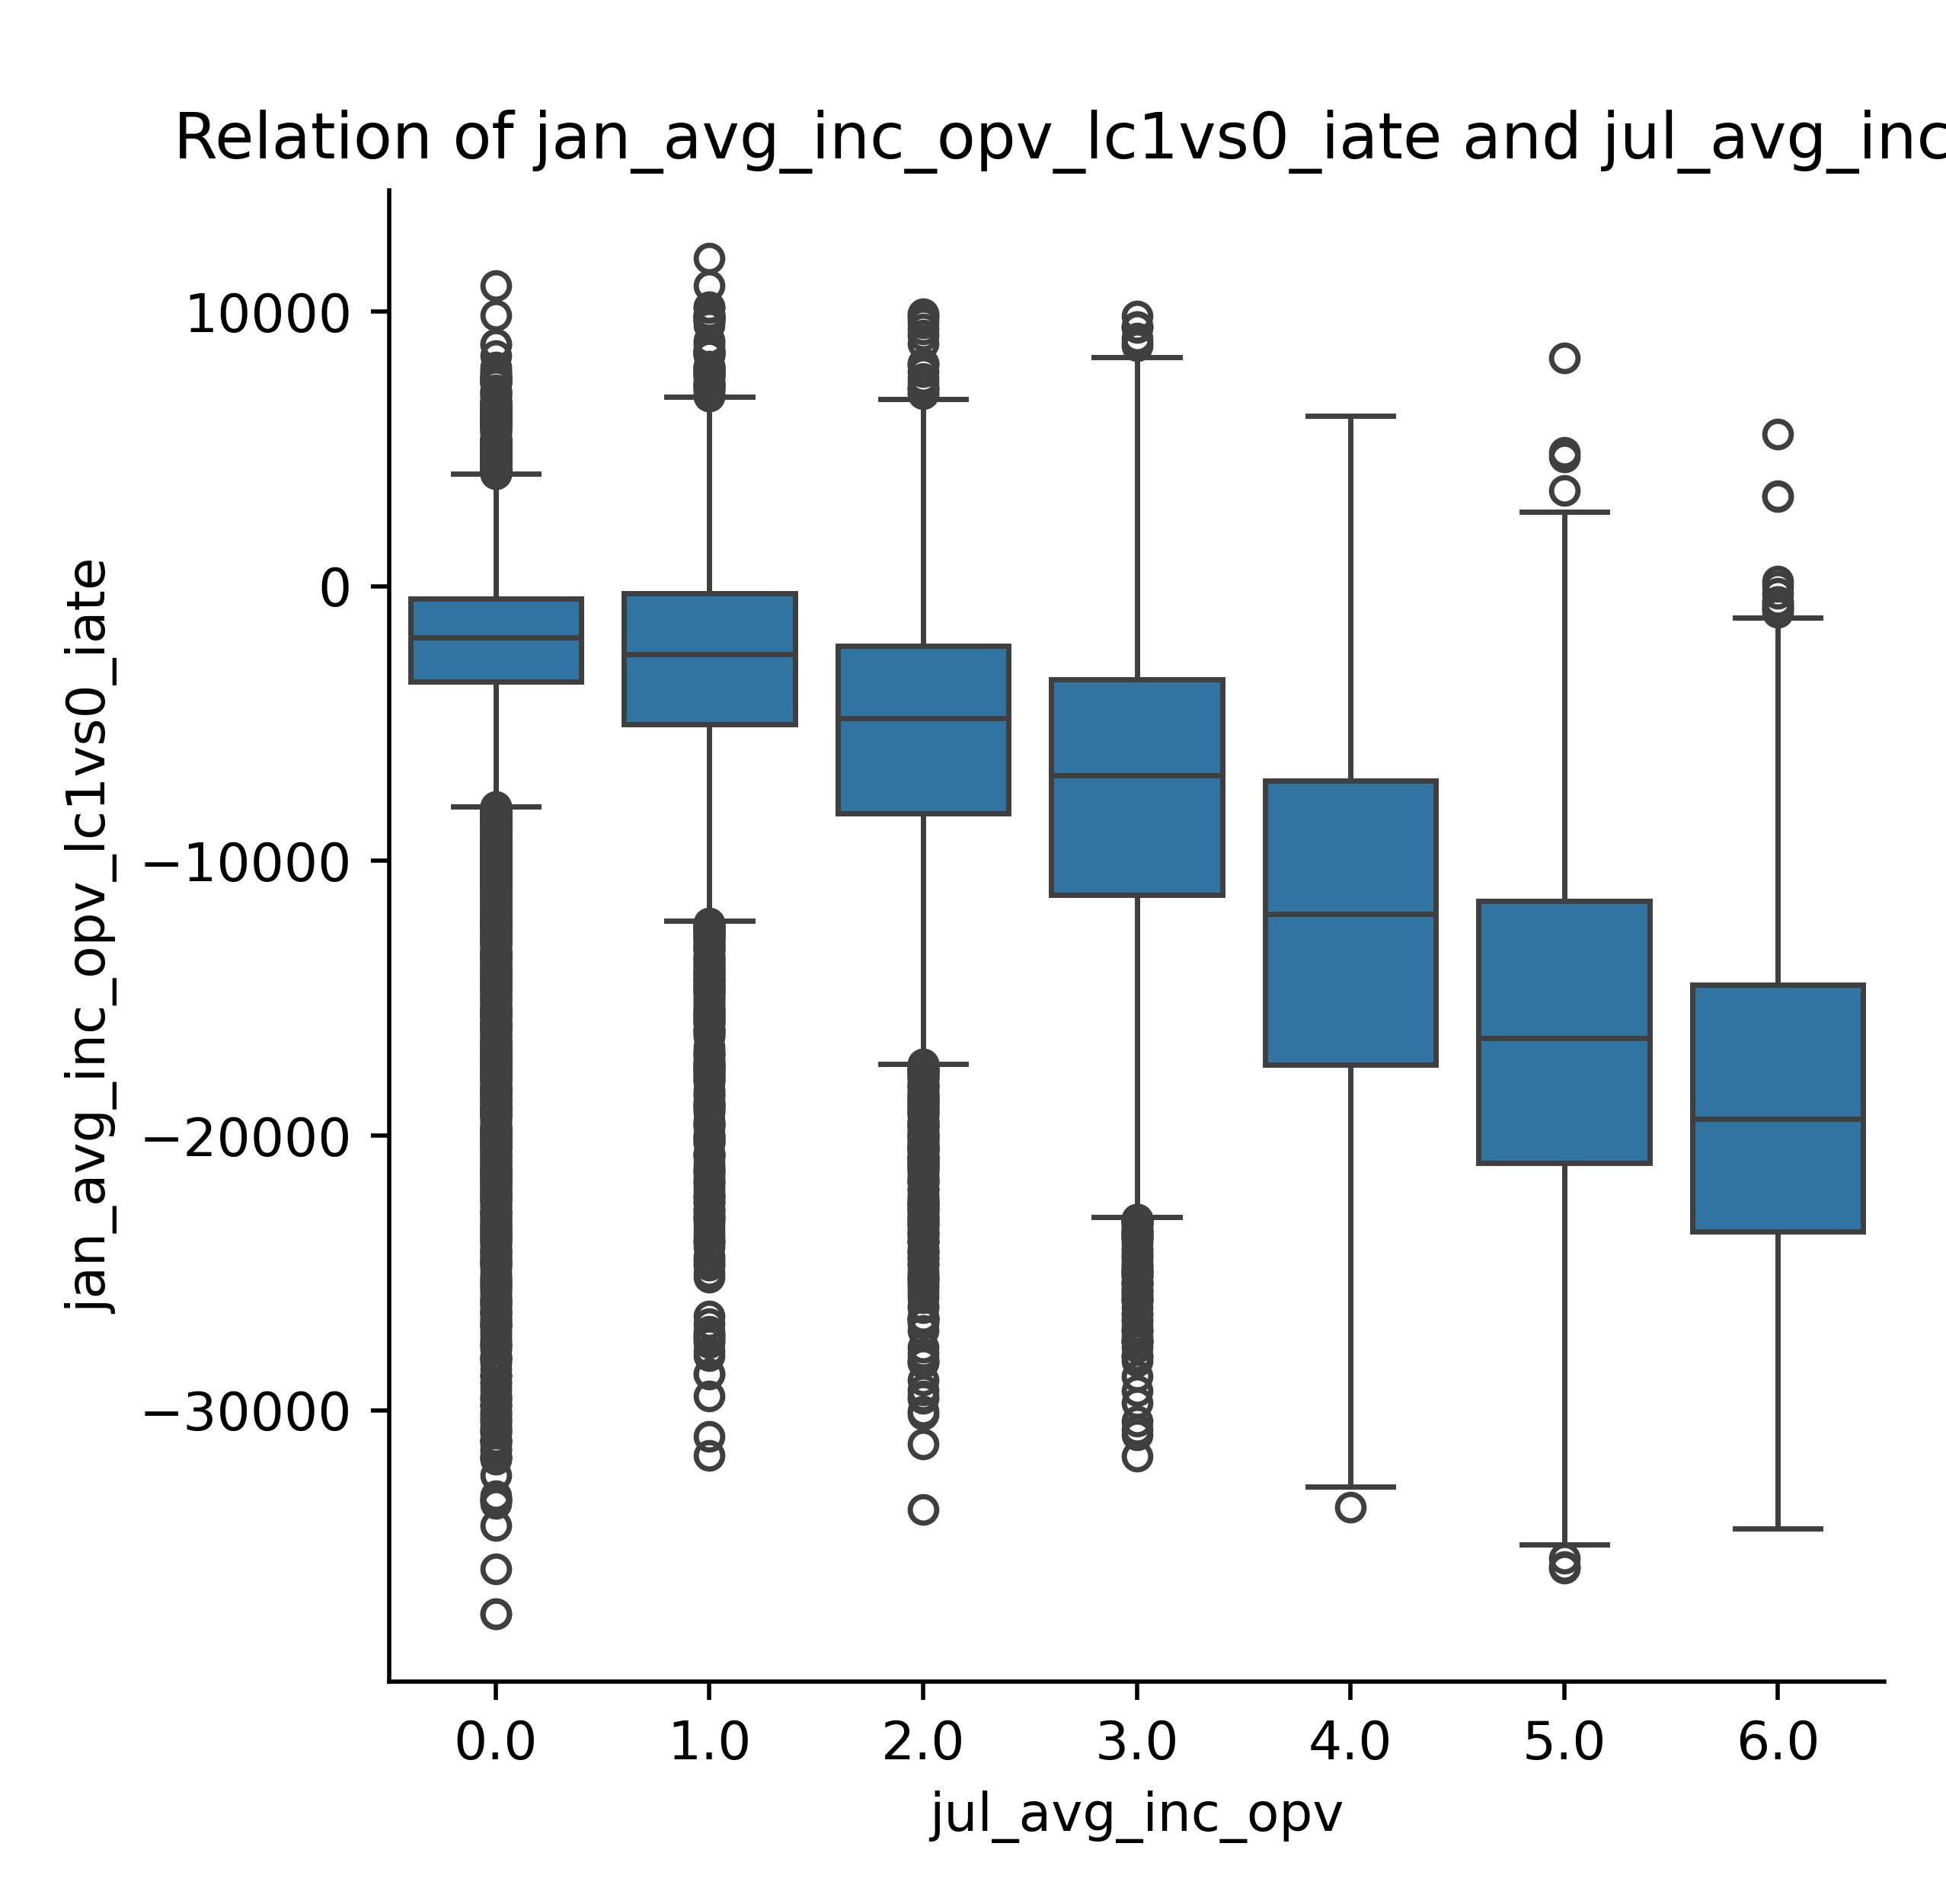 Relation of jan_avg_inc_opv_lc1vs0_iate and jul_avg_inc
10000
0
−10000
−20000
−30000
jan_avg_inc_opv_lc1vs0_iate
0.0 1.0 2.0 3.0 4.0 5.0 6.0
jul_avg_inc_opv